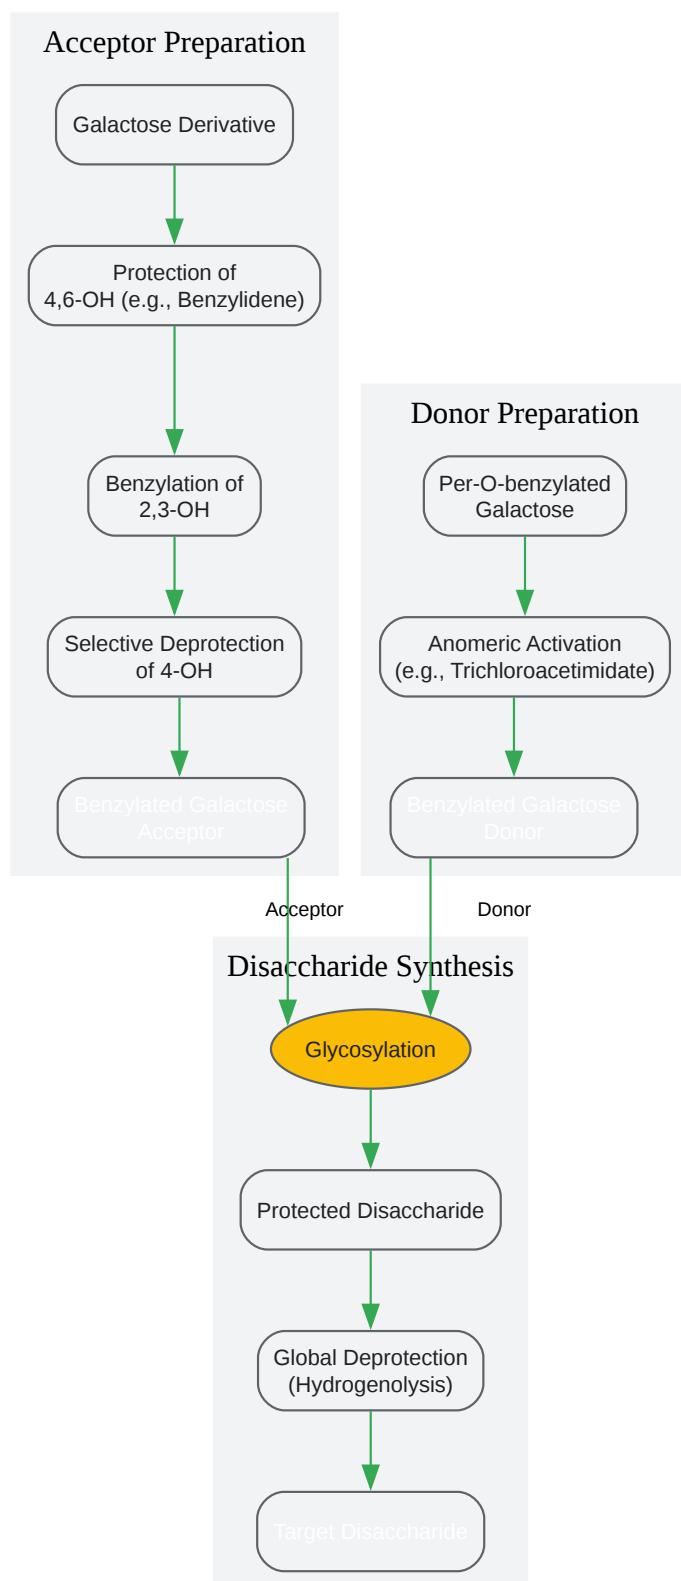 Acceptor Preparation
Galactose Derivative
Protection of
4,6-OH (e.g., Benzylidene)
Benzylation of
2,3-OH
Selective Deprotection
of 4-OH
Benzylated Galactose
Acceptor
Donor Preparation
Per-O-benzylated
Galactose
Anomeric Activation
(e.g., Trichloroacetimidate)
Benzylated Galactose
Donor
Acceptor
Donor
Disaccharide Synthesis
Glycosylation
Protected Disaccharide
Global Deprotection
(Hydrogenolysis)
Target Disaccharide